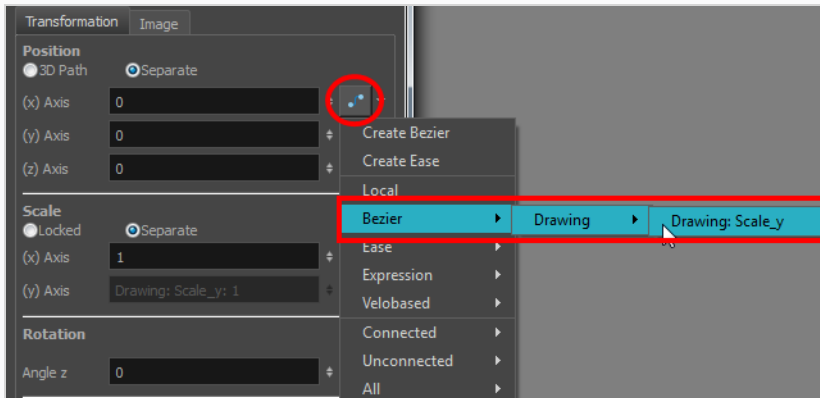 Transformation Image
Position
3D Path Separate
(x) Axis 0
(y) Axis 0
(z) Axis 0
Scale
Locked Separate
(x) Axis 1
(y) Axis Drawing: Scale_y: 1
Rotation
Angle z 0
Create Bezier
Create Ease
Local
Bezier Drawing Drawing: Scale_y
Ease
Expression
Velobased
Connected
Unconnected
All